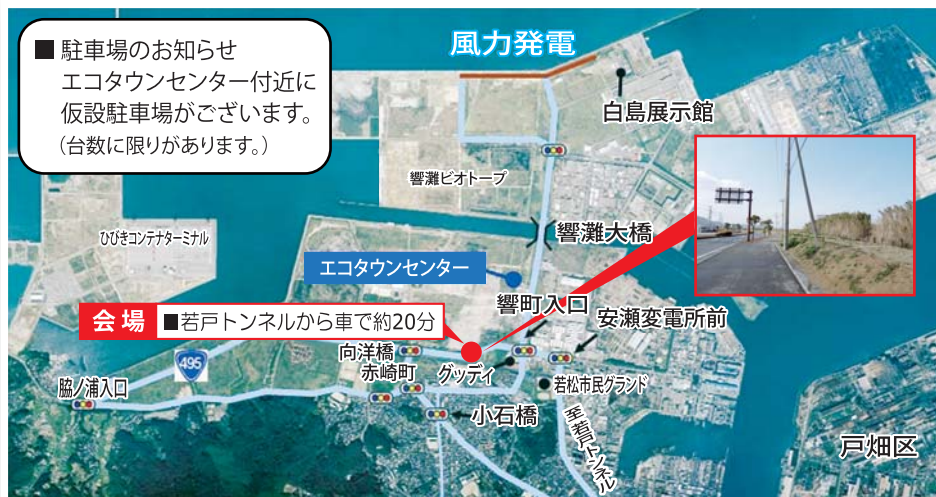 ■ 駐車場のお知らせ
エコタウンセンター付近に
仮設駐車場がございます。
（台数に限りがあります。）
風力発電
白島展示館
響灘ビオトープ
ひびきコンテナターミナル
響灘大橋
エコタウンセンター
響町入口
安瀬変電所前
会場 ■若戸トンネルから車で約20分
向洋橋
495
赤崎町
グッディ
若松市民グランド
脇ノ浦入口
小石橋
至若戸トンネル
戸畑区